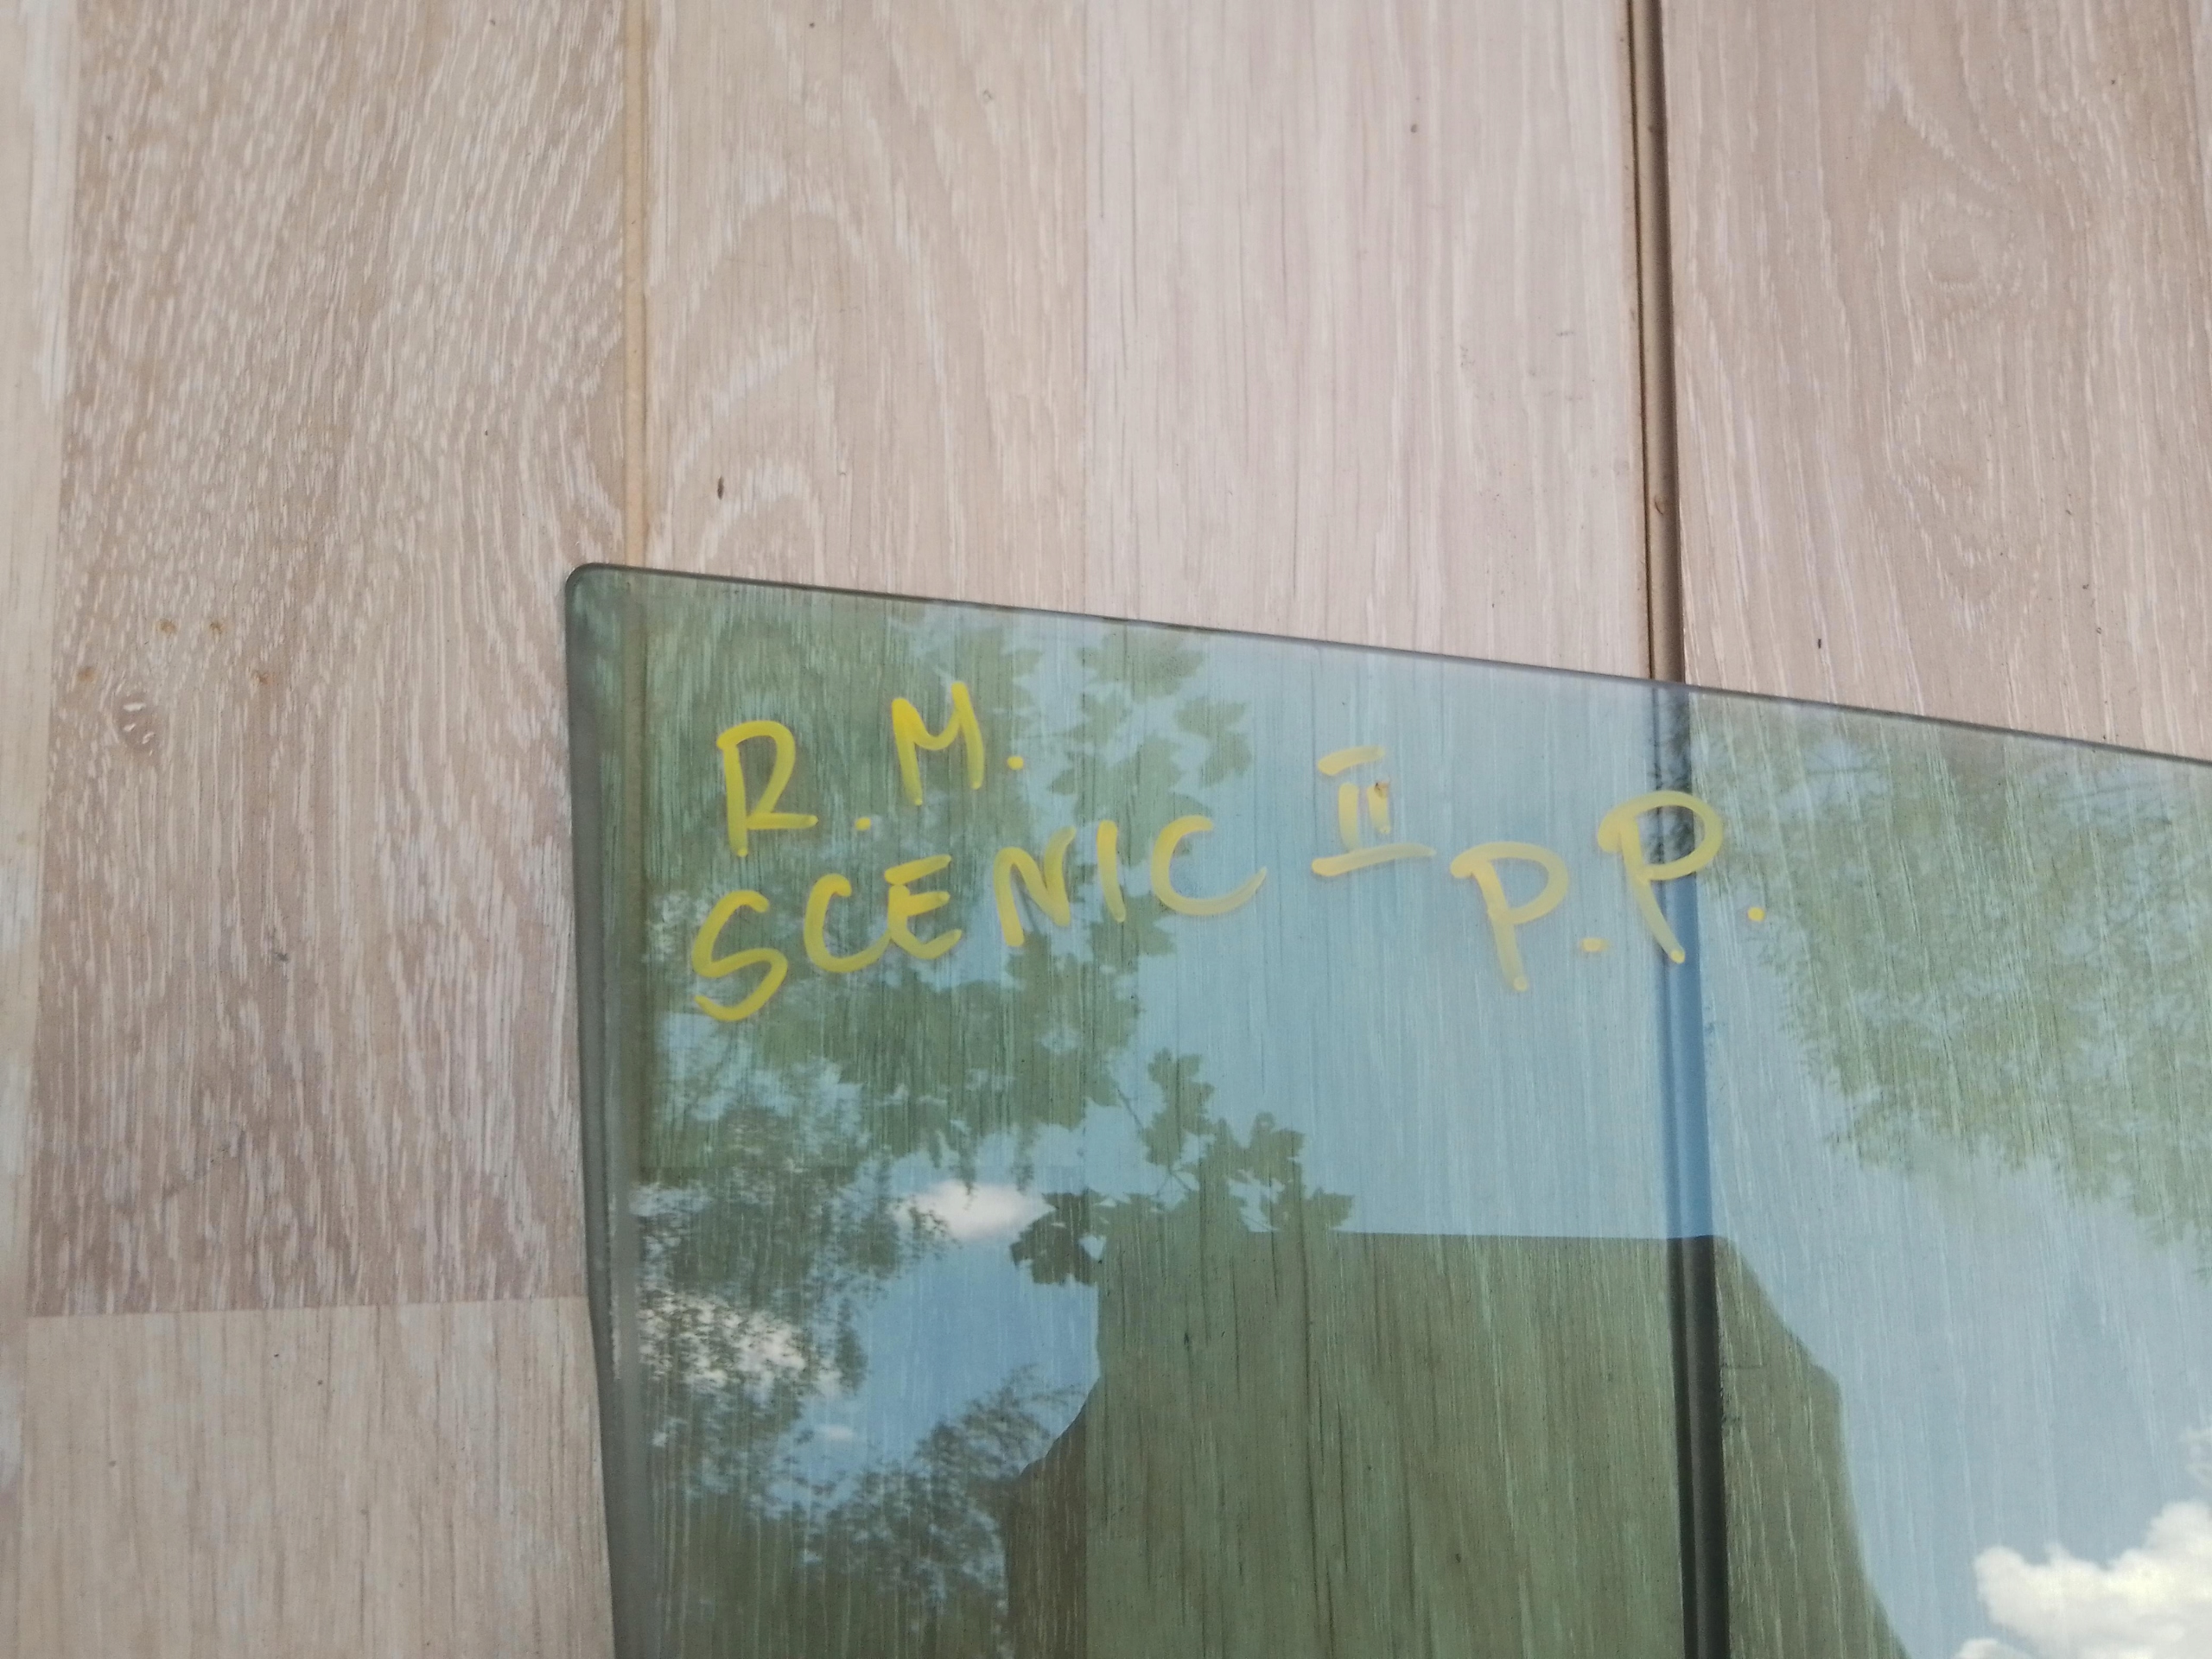 R.M.
SCENIC II P.P.